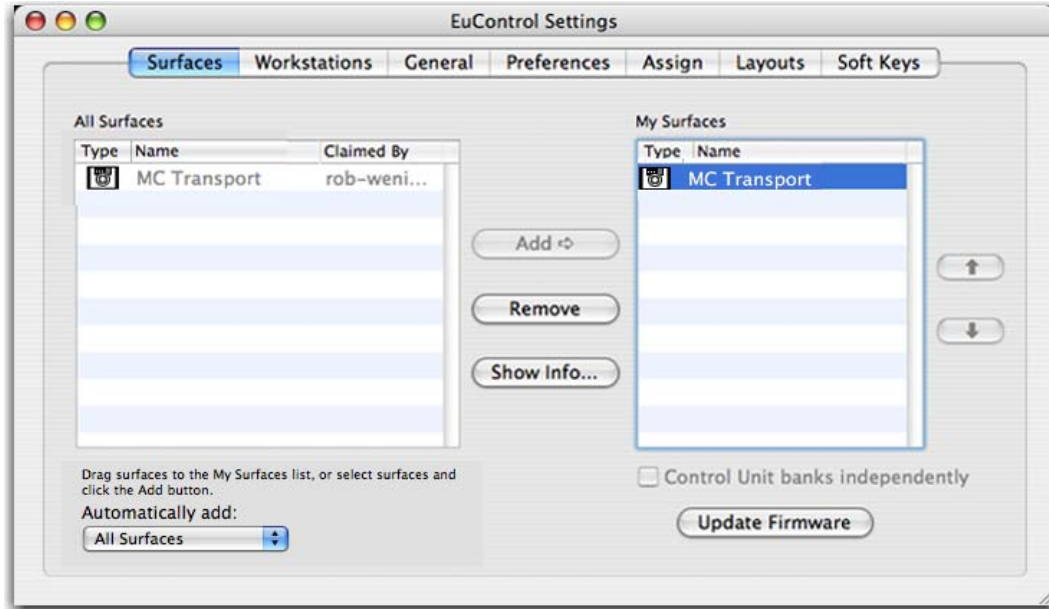 EuControl Settings
Surfaces Workstations General Preferences Assign Layouts Soft Keys
All Surfaces
Type Name Claimed By
MC Transport rob-weni...
My Surfaces
Type Name
MC Transport
Add
Remove
Show Info...
Drag surfaces to the My Surfaces list, or select surfaces and
click the Add button.
Automatically add:
All Surfaces
Control Unit banks independently
Update Firmware